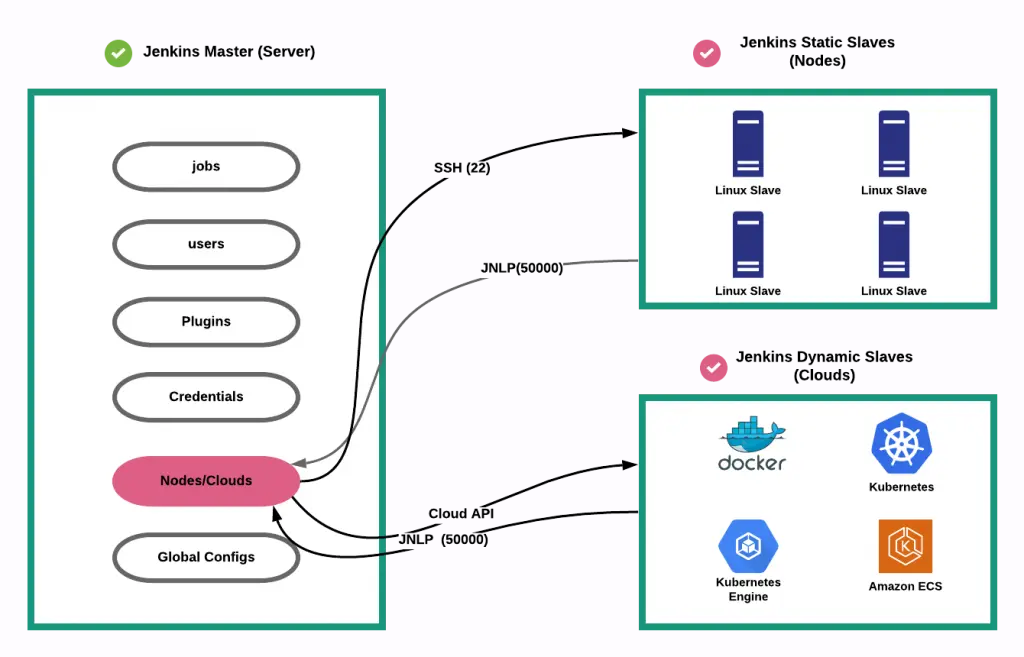 Jenkins Master (Server)
jobs
users
Plugins
Credentials
Nodes/Clouds
Global Configs
SSH (22)
JNLP(50000)
Cloud API
JNLP (50000)
Jenkins Static Slaves
(Nodes)
Linux Slave
Linux Slave
Linux Slave
Linux Slave
Jenkins Dynamic Slaves
(Clouds)
docker
Kubernetes
Kubernetes
Engine
K
Amazon ECS